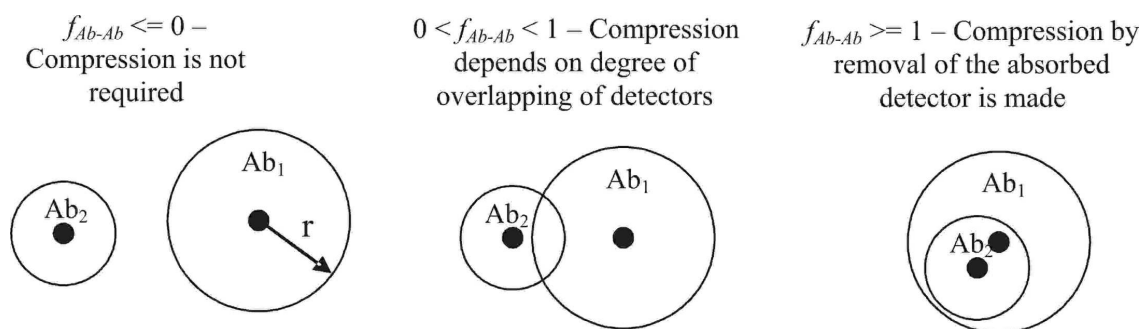 f_{Ab-Ab} <= 0 –
Compression is not
required
0 < f_{Ab-Ab} < 1 – Compression
depends on degree of
overlapping of detectors
f_{Ab-Ab} >= 1 – Compression by
removal of the absorbed
detector is made
Ab₂
Ab₁
r
Ab₂
Ab₁
Ab₁
Ab₂